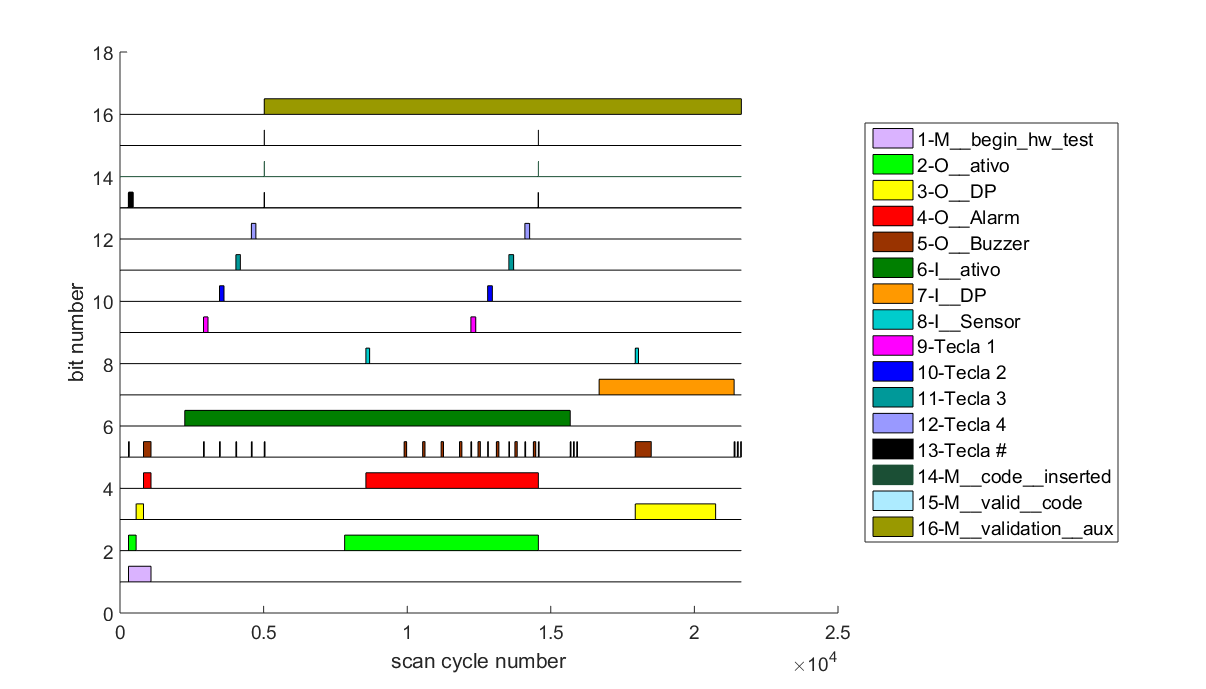 18
16
14
12
10
8
6
4
2
0
bit number
0
0.5
1
1.5
2
2.5
scan cycle number
×10^4
1-M__begin_hw_test
2-O__ativo
3-O__DP
4-O__Alarm
5-O__Buzzer
6-I__ativo
7-I__DP
8-I__Sensor
9-Tecla 1
10-Tecla 2
11-Tecla 3
12-Tecla 4
13-Tecla #
14-M__code__inserted
15-M__valid__code
16-M__validation__aux